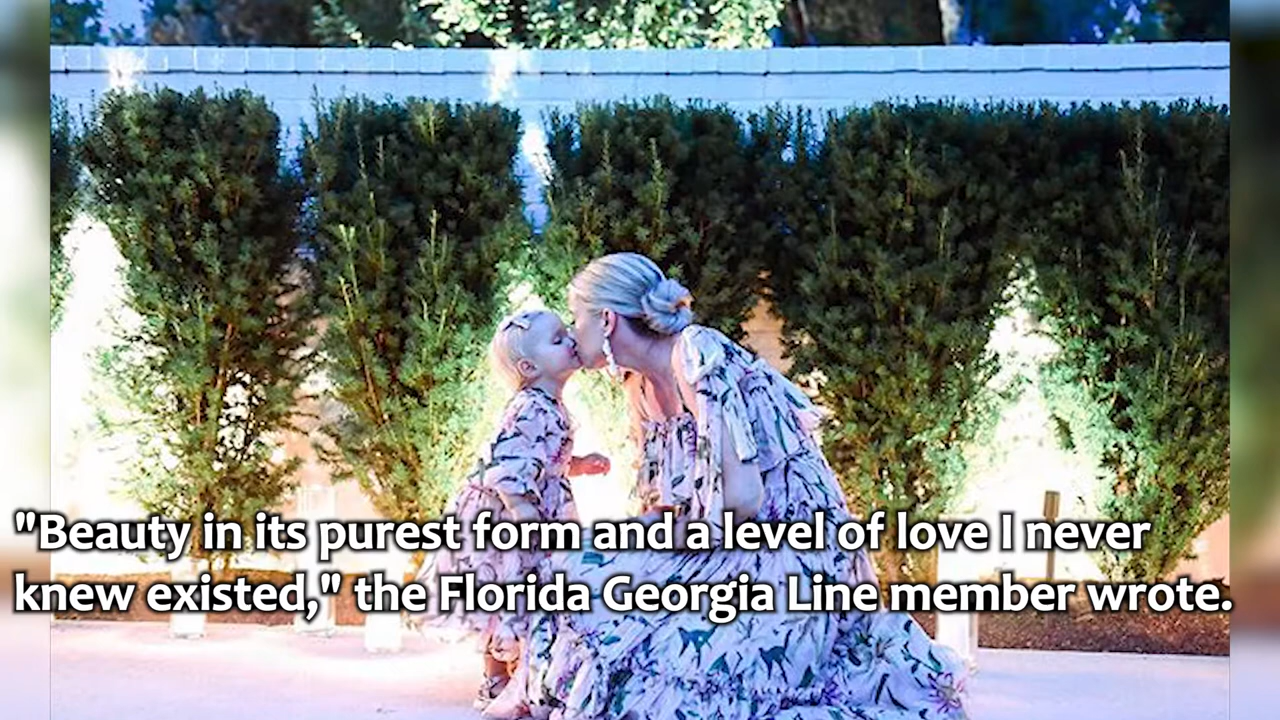 "Beauty in its purest form and a level of love I never
knew existed," the Florida Georgia Line member wrote.